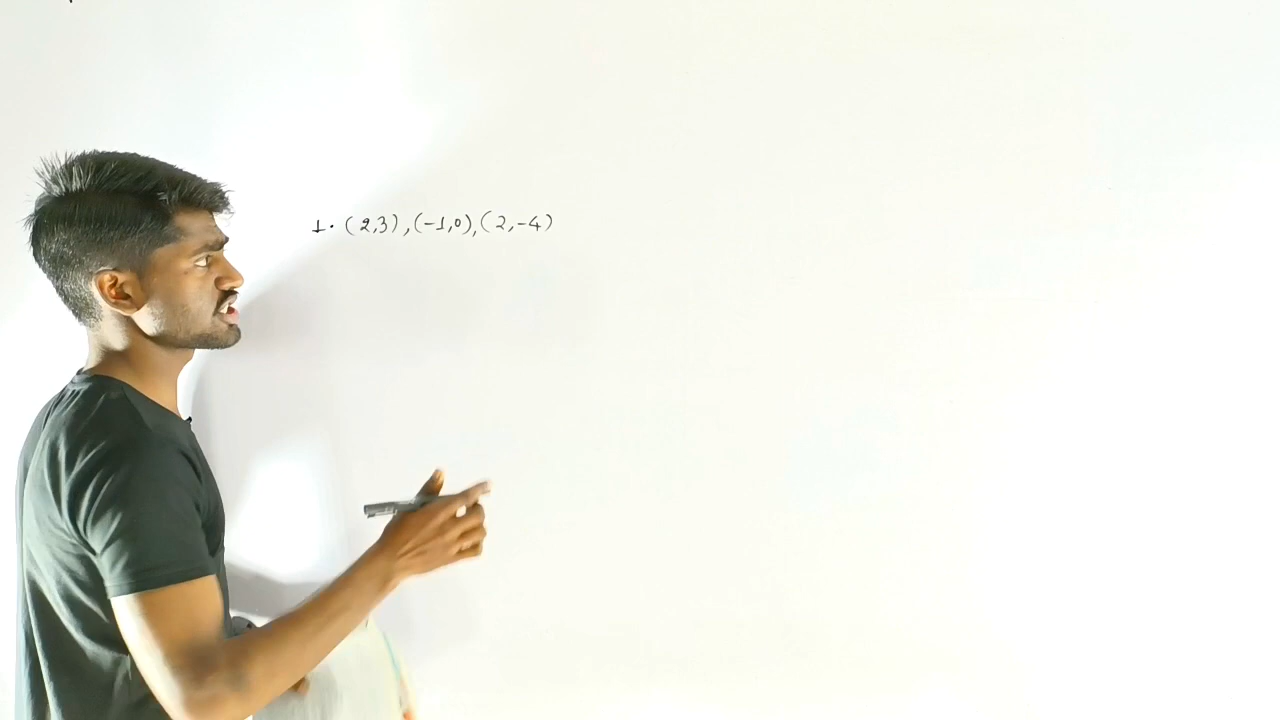 1. (2,3), (-1,0), (2,-4)